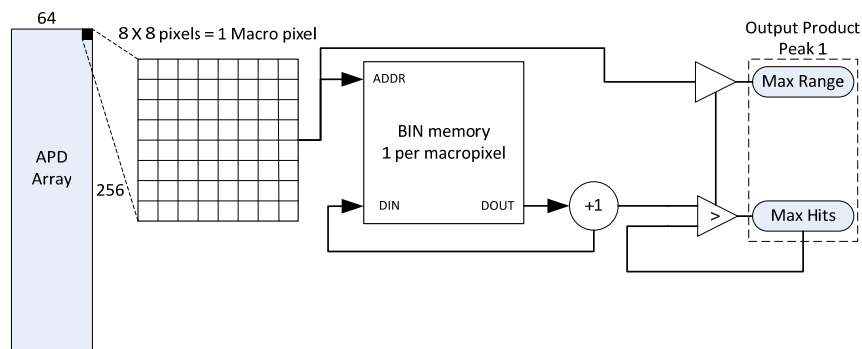 64
8 X 8 pixels = 1 Macro pixel
Output Product
Peak 1
ADDR
Max Range
BIN memory
1 per macropixel
APD
Array
256
DIN
DOUT
+1
>
Max Hits